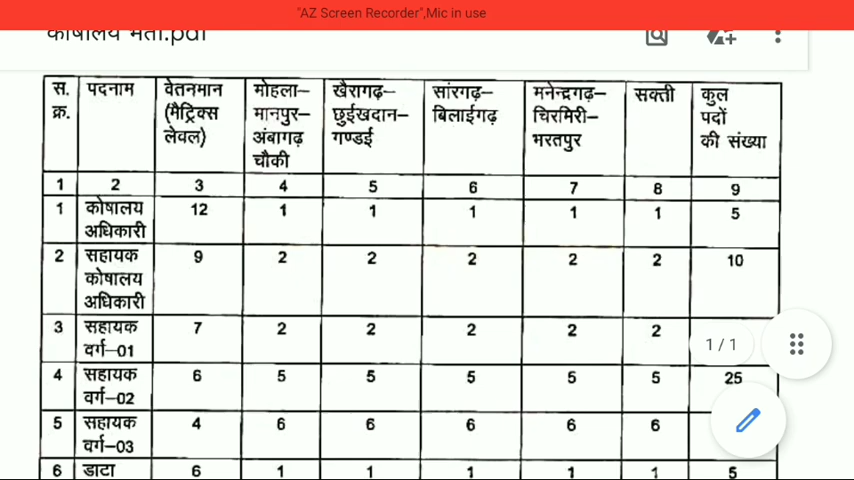 "AZ Screen Recorder",Mic in use
कोषालय भर्ती.pdf
स. क्र. पदनाम वेतनमान (मैट्रिक्स लेवल) मोहला–मानपुर–अंबागढ़ चौकी खैरागढ़–छुईखदान–गण्डई सांरगढ़–बिलाईगढ़ मनेन्द्रगढ़–चिरमिरी–भरतपुर सक्ती कुल पदों की संख्या
1 2 3 4 5 6 7 8 9
1 कोषालय अधिकारी 12 1 1 1 1 1 5
2 सहायक कोषालय अधिकारी 9 2 2 2 2 2 10
3 सहायक वर्ग–01 7 2 2 2 2 2
1 / 1
4 सहायक वर्ग–02 6 5 5 5 5 5 25
5 सहायक वर्ग–03 4 6 6 6 6 6
6 डाटा 6 1 1 1 1 1 5